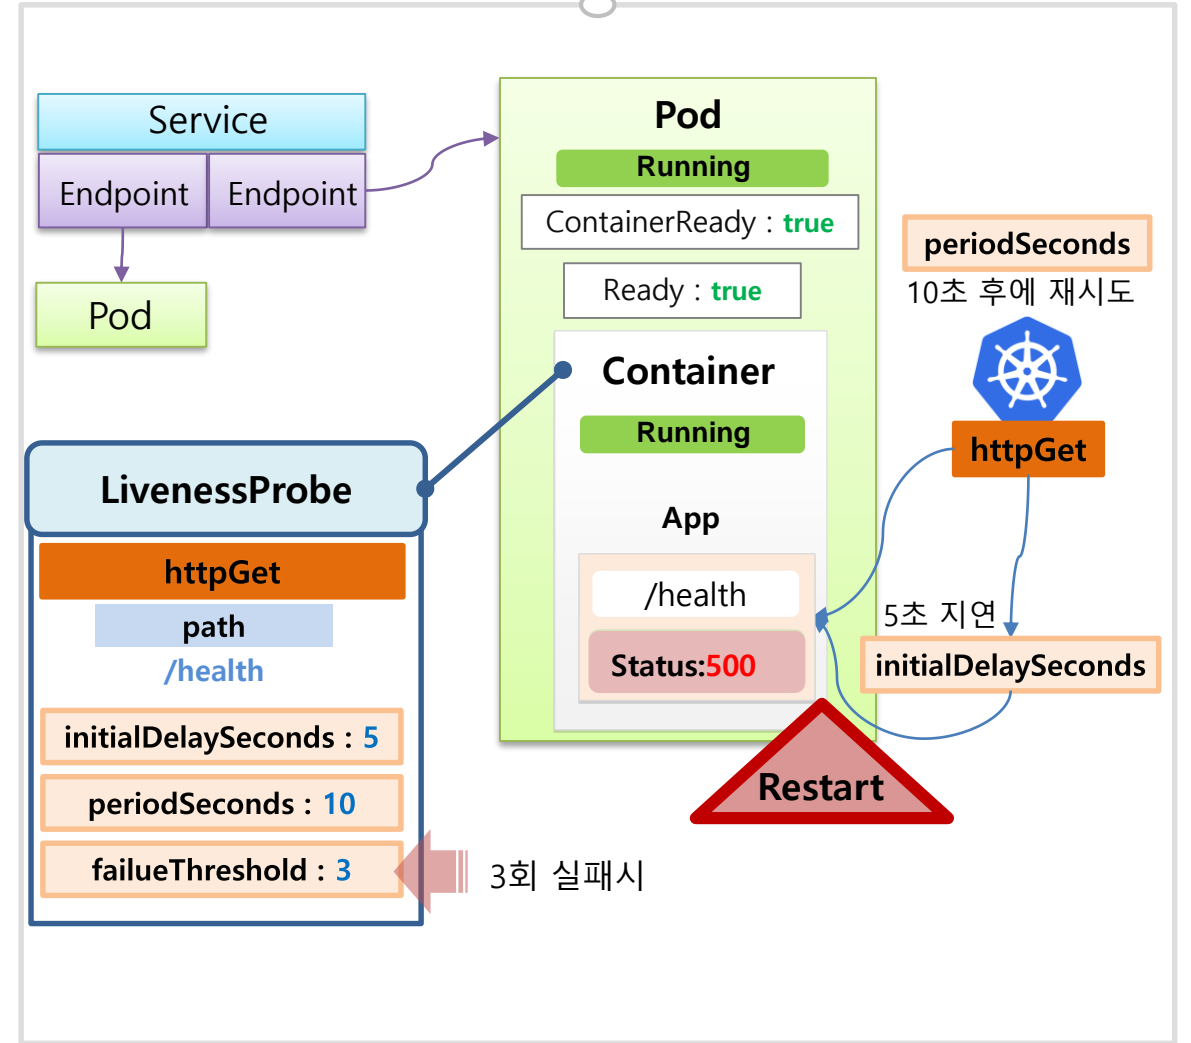 Service
Endpoint
Endpoint
Pod
Pod
Running
ContainerReady : true
Ready : true
Container
Running
App
/health
Status:500
Restart
periodSeconds
10초 후에 재시도
httpGet
5초 지연
initialDelaySeconds
LivenessProbe
httpGet
path
/health
initialDelaySeconds : 5
periodSeconds : 10
failueThreshold : 3
3회 실패시